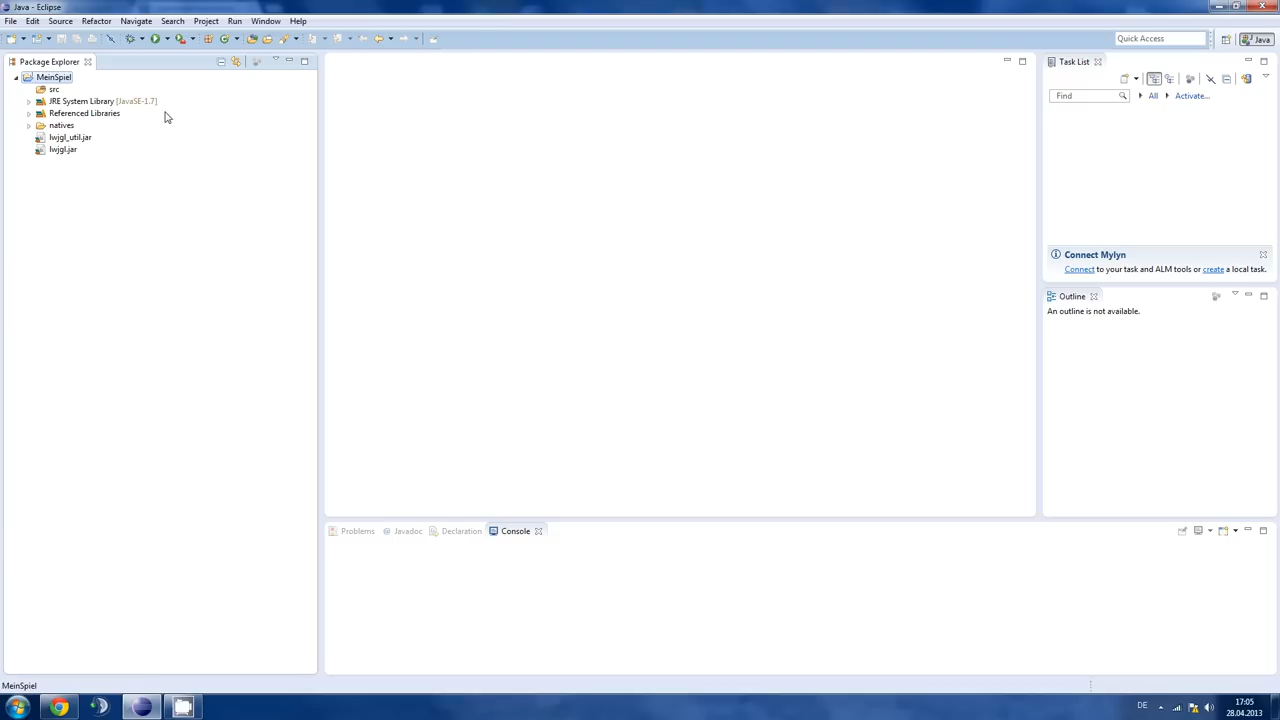 Java - Eclipse
File Edit Source Refactor Navigate Search Project Run Window Help
Quick Access
Java
Package Explorer
MeinSpiel
src
JRE System Library [JavaSE-1.7]
Referenced Libraries
natives
lwjgl_util.jar
lwjgl.jar
Task List
Find
All
Activate...
Connect Mylyn
Connect to your task and ALM tools or create a local task.
Outline
An outline is not available.
Problems Javadoc Declaration Console
MeinSpiel
DE
17:05
28.04.2013